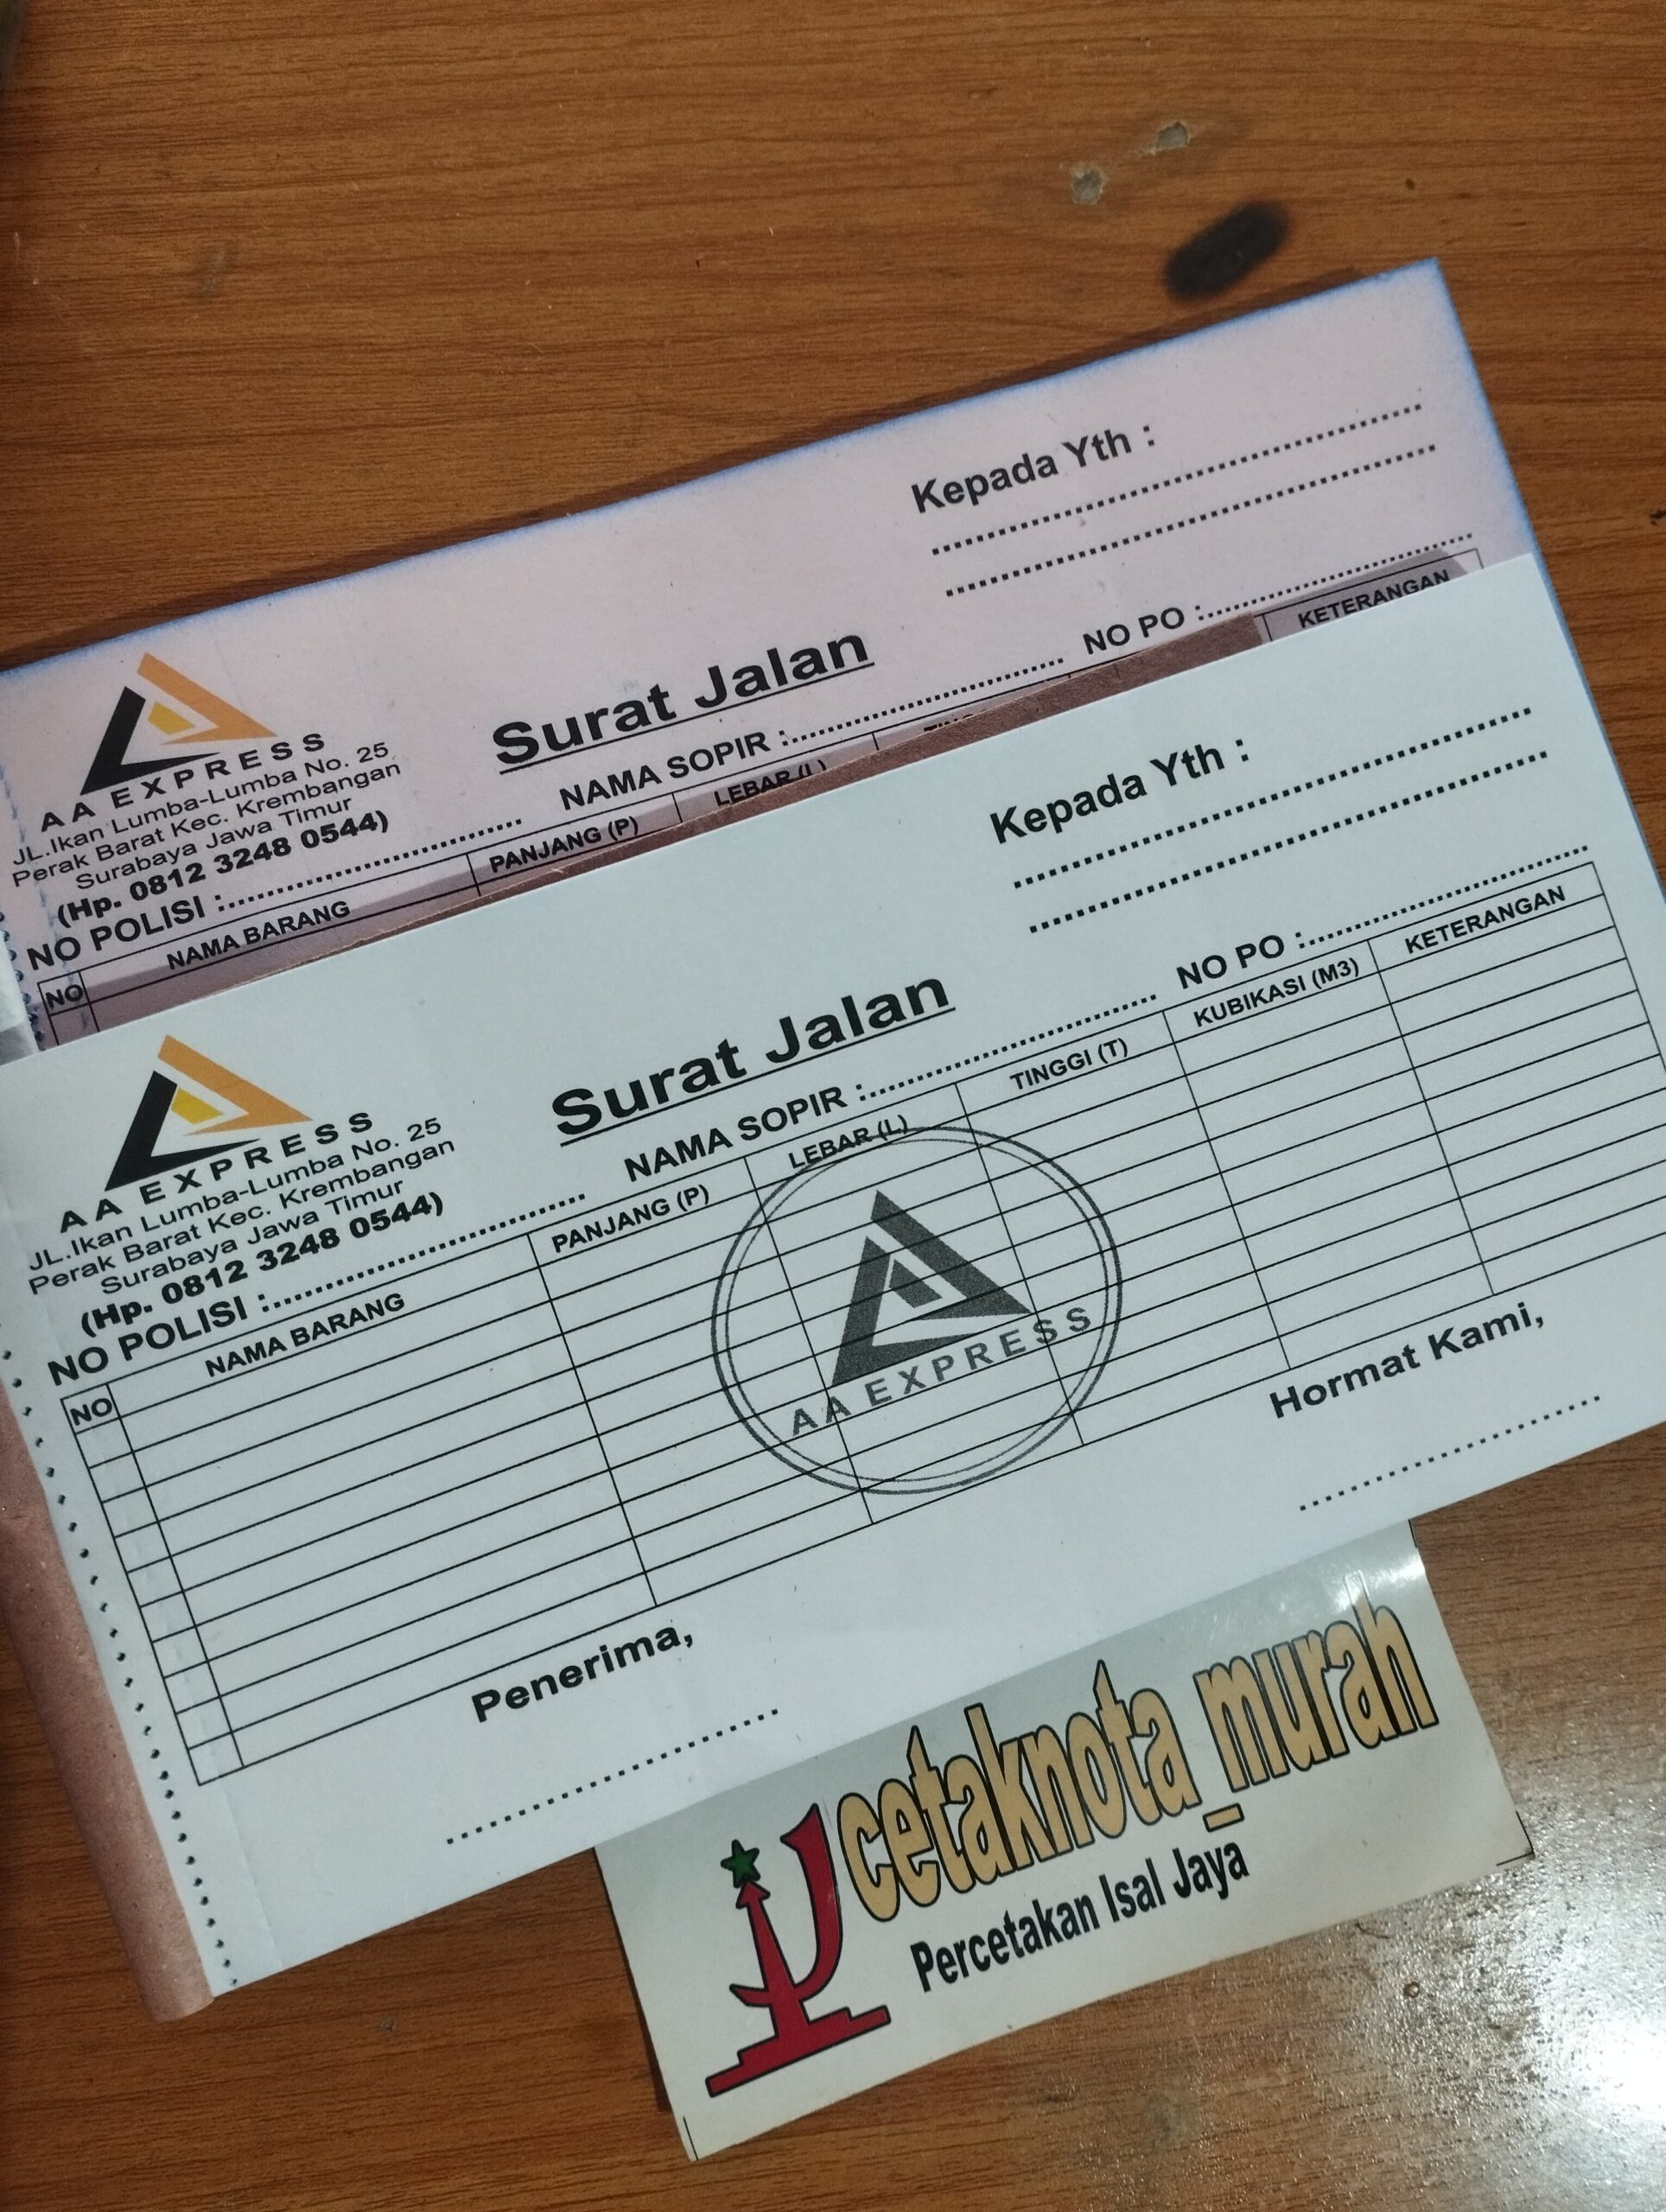 Kepada Yth :
Surat Jalan
AA EXPRESS
JL.Ikan Lumba-Lumba No. 25
Perak Barat Kec. Krembangan
Surabaya Jawa Timur
(Hp. 0812 3248 0544)
NO POLISI :.......................... NAMA SOPIR :.......................... NO PO :..........................
NO NAMA BARANG PANJANG (P) LEBAR (L) KETERANGAN
Kepada Yth :
Surat Jalan
AA EXPRESS
JL.Ikan Lumba-Lumba No. 25
Perak Barat Kec. Krembangan
Surabaya Jawa Timur
(Hp. 0812 3248 0544)
NO POLISI :.......................... NAMA SOPIR :.......................... NO PO :..........................
NO NAMA BARANG PANJANG (P) LEBAR (L) TINGGI (T) KUBIKASI (M3) KETERANGAN
AA EXPRESS
Penerima, Hormat Kami,
cetaknota_murah
Percetakan Isal Jaya